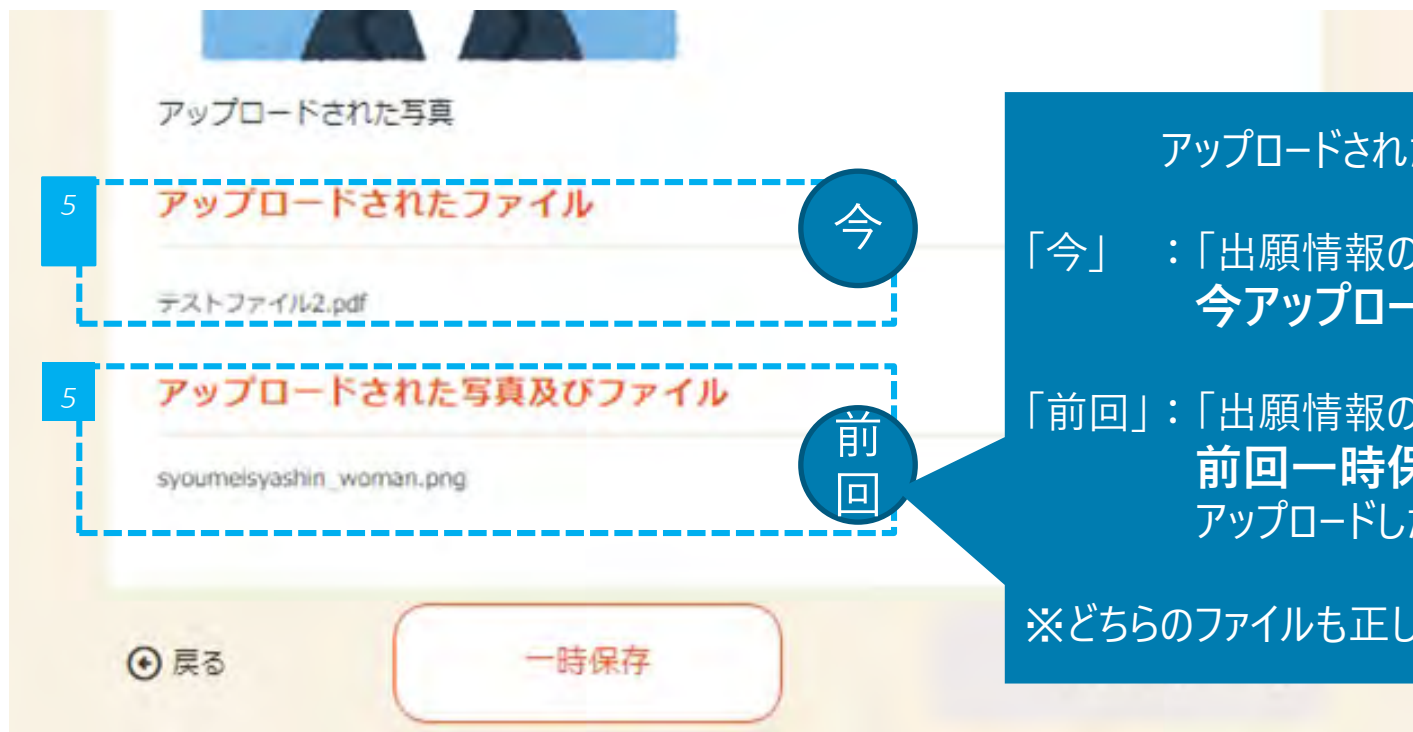 アップロードされた写真
5
アップロードされたファイル
今
テストファイル2.pdf
5
アップロードされた写真及びファイル
前
回
syoumeisyashin_woman.png
戻る
一時保存
アップロードされ
「今」　：「出願情報の
今アップロー
「前回」：「出願情報の
前回一時保
アップロードし
※どちらのファイルも正し